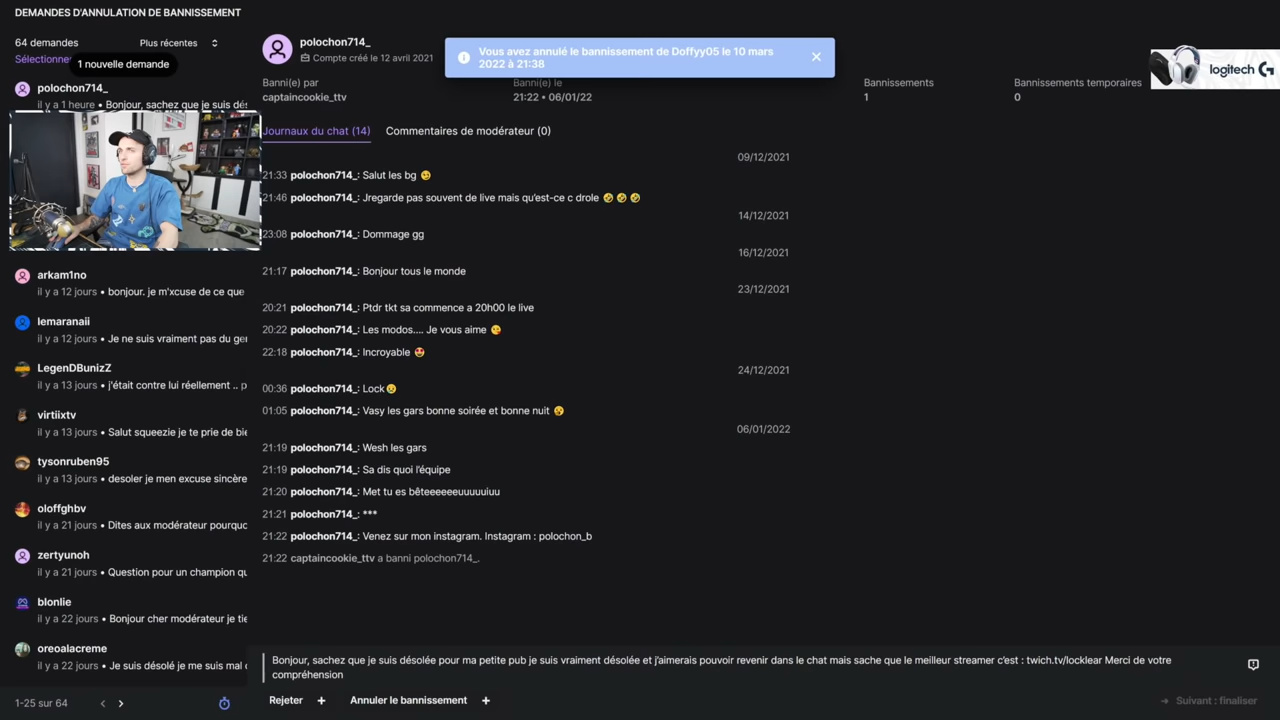 DEMANDES D'ANNULATION DE BANNISSEMENT
64 demandes
Plus récentes
Sélectionne
1 nouvelle demande
polochon714_
il y a 1 heure • Bonjour, sachez que je suis dés
arkam1no
il y a 12 jours • bonjour. je m'xcuse de ce que
lemaranaii
il y a 12 jours • Je ne suis vraiment pas du ger
LegenDBunizZ
il y a 13 jours • j'était contre lui réellement .. p
virtiixtv
il y a 13 jours • Salut squeezie je te prie de bie
tysonruben95
il y a 13 jours • desoler je men excuse sincère
oloffghbv
il y a 21 jours • Dites aux modérateur pourquo
zertyunoh
il y a 21 jours • Question pour un champion qu
blonlie
il y a 22 jours • Bonjour cher modérateur je tie
oreoalacreme
il y a 22 jours • Je suis désolé je me suis mal
1-25 sur 64
polochon714_
Compte créé le 12 avril 2021
Vous avez annulé le bannissement de Doffyy05 le 10 mars
2022 à 21:38
logitech G
Banni(e) par
captaincookie_ttv
Banni(e) le
21:22 • 06/01/22
Bannissements
1
Bannissements temporaires
0
Journaux du chat (14)
Commentaires de modérateur (0)
09/12/2021
21:33 polochon714_: Salut les bg 😏
21:46 polochon714_: Jregarde pas souvent de live mais qu'est-ce c drole 🤣 🤣 🤣
14/12/2021
23:08 polochon714_: Dommage gg
16/12/2021
21:17 polochon714_: Bonjour tous le monde
23/12/2021
20:21 polochon714_: Ptdr tkt sa commence a 20h00 le live
20:22 polochon714_: Les modos.... Je vous aime 😘
22:18 polochon714_: Incroyable 😍
24/12/2021
00:36 polochon714_: Lock😢
01:05 polochon714_: Vasy les gars bonne soirée et bonne nuit 😮
06/01/2022
21:19 polochon714_: Wesh les gars
21:19 polochon714_: Sa dis quoi l'équipe
21:20 polochon714_: Met tu es bêteeeeeeuuuuuiuu
21:21 polochon714_: ***
21:22 polochon714_: Venez sur mon instagram. Instagram : polochon_b
21:22 captaincookie_ttv a banni polochon714_.
Bonjour, sachez que je suis désolée pour ma petite pub je suis vraiment désolée et j'aimerais pouvoir revenir dans le chat mais sache que le meilleur streamer c'est : twich.tv/locklear Merci de votre
compréhension
Rejeter +
Annuler le bannissement +
Suivant : finaliser